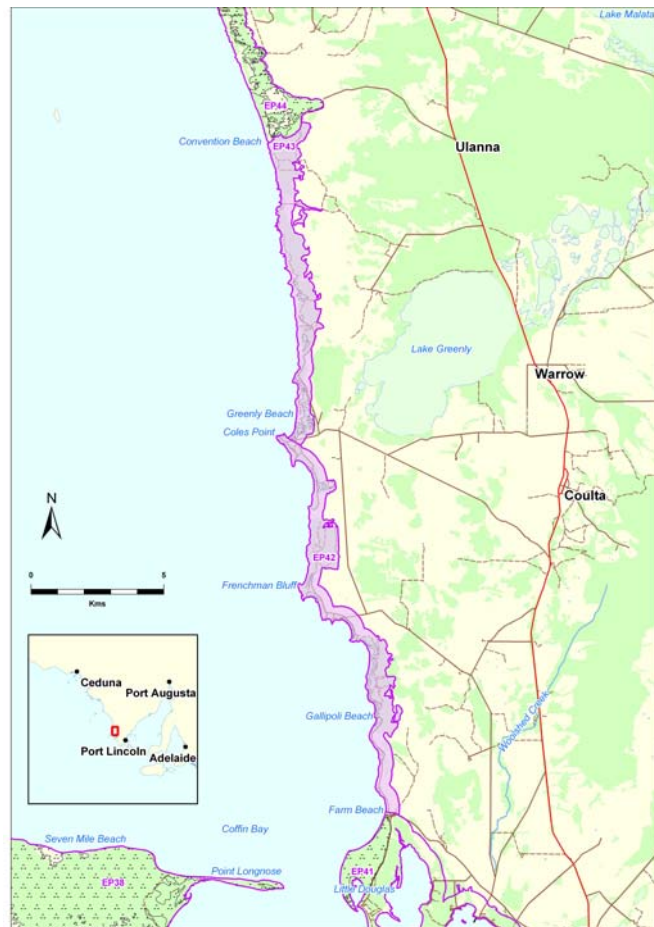 Lake Malata
EP44
Convention Beach
EP43
Ulanna
Lake Greenly
Warrow
Greenly Beach
Coles Point
N
Coulta
EP42
0
5
Kms
Frenchman Bluff
Ceduna
Port Augusta
Port Lincoln
Adelaide
Woolshed Creek
Gallipoli Beach
Farm Beach
Coffin Bay
Seven Mile Beach
Point Longnose
EP38
EP41
Little Douglas